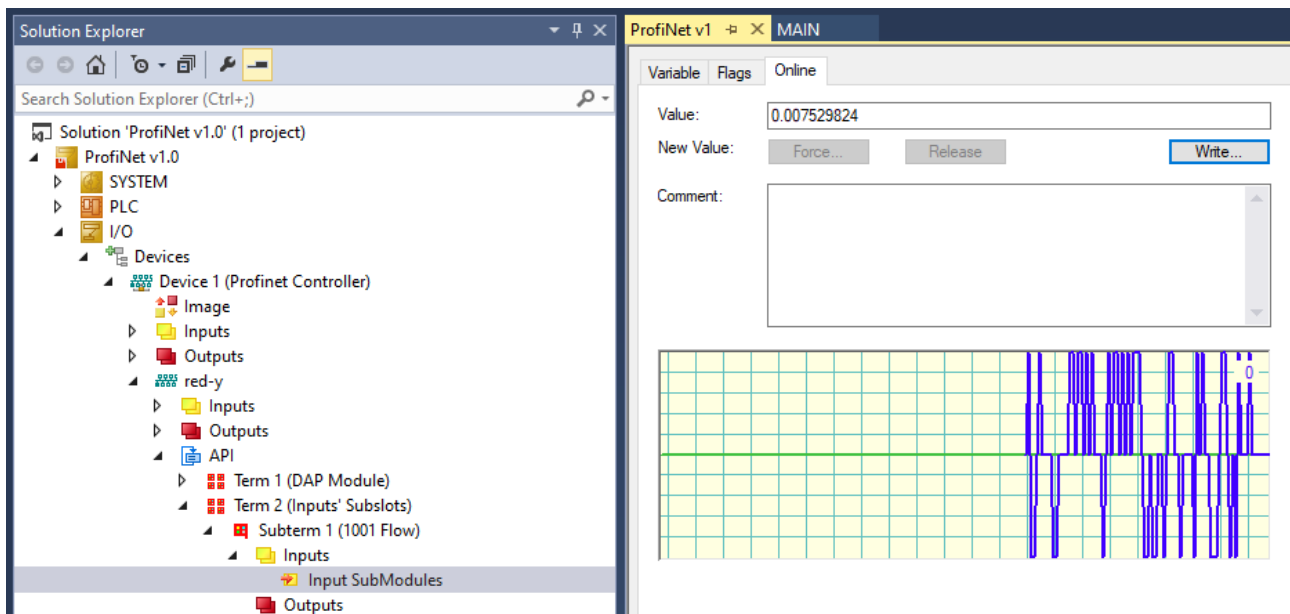 Solution Explorer
Search Solution Explorer (Ctrl+;)
Solution 'ProfiNet v1.0' (1 project)
ProfiNet v1.0
SYSTEM
PLC
I/O
Devices
Device 1 (Profinet Controller)
Image
Inputs
Outputs
red-y
Inputs
Outputs
API
Term 1 (DAP Module)
Term 2 (Inputs' Subslots)
Subterm 1 (1001 Flow)
Inputs
Input SubModules
Outputs
ProfiNet v1 MAIN
Variable Flags Online
Value: 0.007529824
New Value: Force... Release Write...
Comment:
0